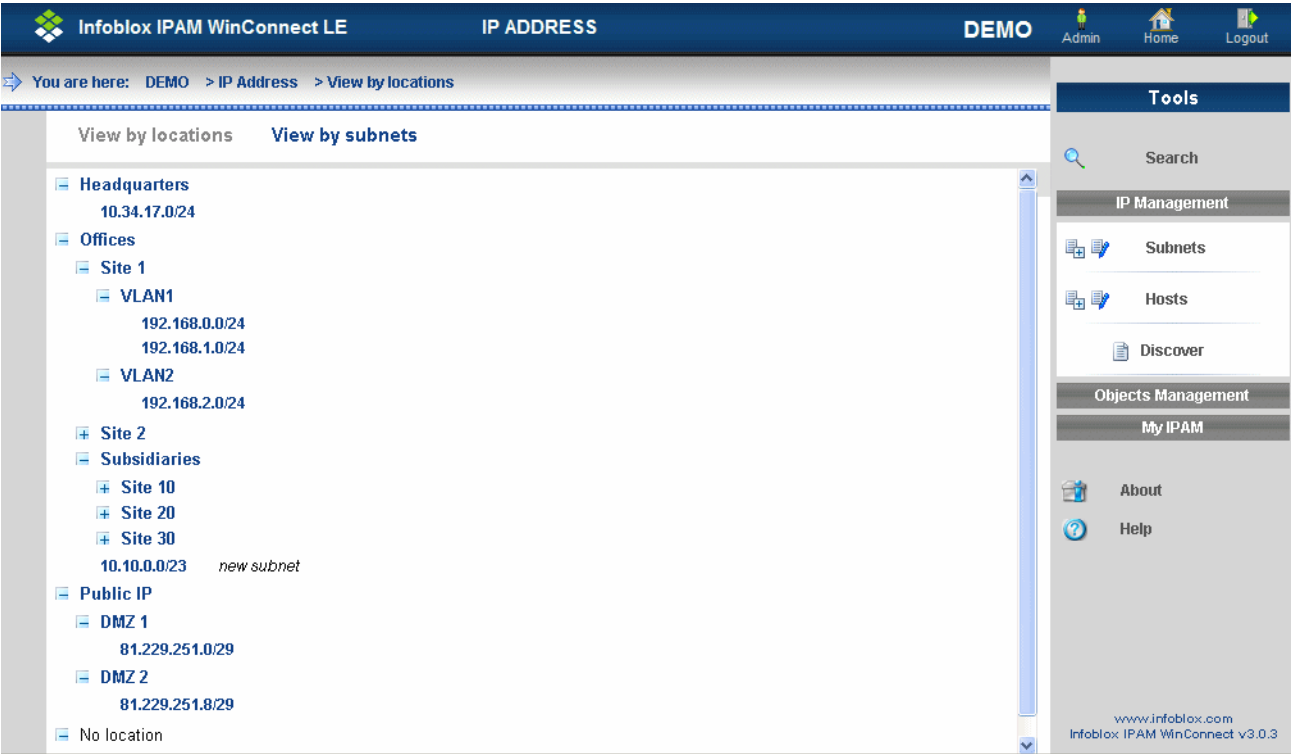 Infoblox IPAM WinConnect LE IP ADDRESS DEMO Admin Home Logout
You are here: DEMO > IP Address > View by locations
Tools
View by locations View by subnets
Search
Headquarters
10.34.17.0/24
IP Management
Offices
Subnets
Site 1
VLAN1
Hosts
192.168.0.0/24
192.168.1.0/24
Discover
VLAN2
192.168.2.0/24
Objects Management
My IPAM
Site 2
Subsidiaries
Site 10
About
Site 20
Site 30
Help
10.10.0.0/23 new subnet
Public IP
DMZ 1
81.229.251.0/29
DMZ 2
81.229.251.8/29
No location
www.infoblox.com
Infoblox IPAM WinConnect v3.0.3